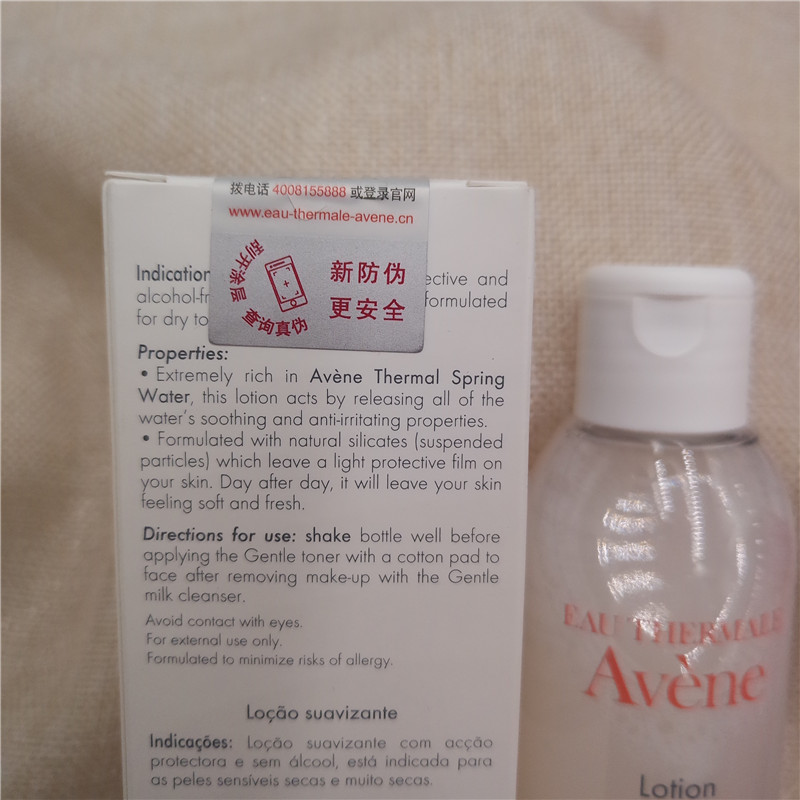 拨电话 4008155888 或登录官网
www.eau-thermale-avene.cn
刮开涂层
查询真伪
新防伪
更安全
Indication
ective and
alcohol-fr
formulated
for dry to
Properties:
• Extremely rich in Avène Thermal Spring
Water, this lotion acts by releasing all of the
water's soothing and anti-irritating properties.
• Formulated with natural silicates (suspended
particles) which leave a light protective film on
your skin. Day after day, it will leave your skin
feeling soft and fresh.
Directions for use: shake bottle well before
applying the Gentle toner with a cotton pad to
face after removing make-up with the Gentle
milk cleanser.
Avoid contact with eyes.
For external use only.
Formulated to minimize risks of allergy.
Loção suavizante
Indicações: Loção suavizante com acção
protectora e sem álcool, está indicada para
as peles sensíveis secas e muito secas.
EAU THERMALE
Avène
Lotion